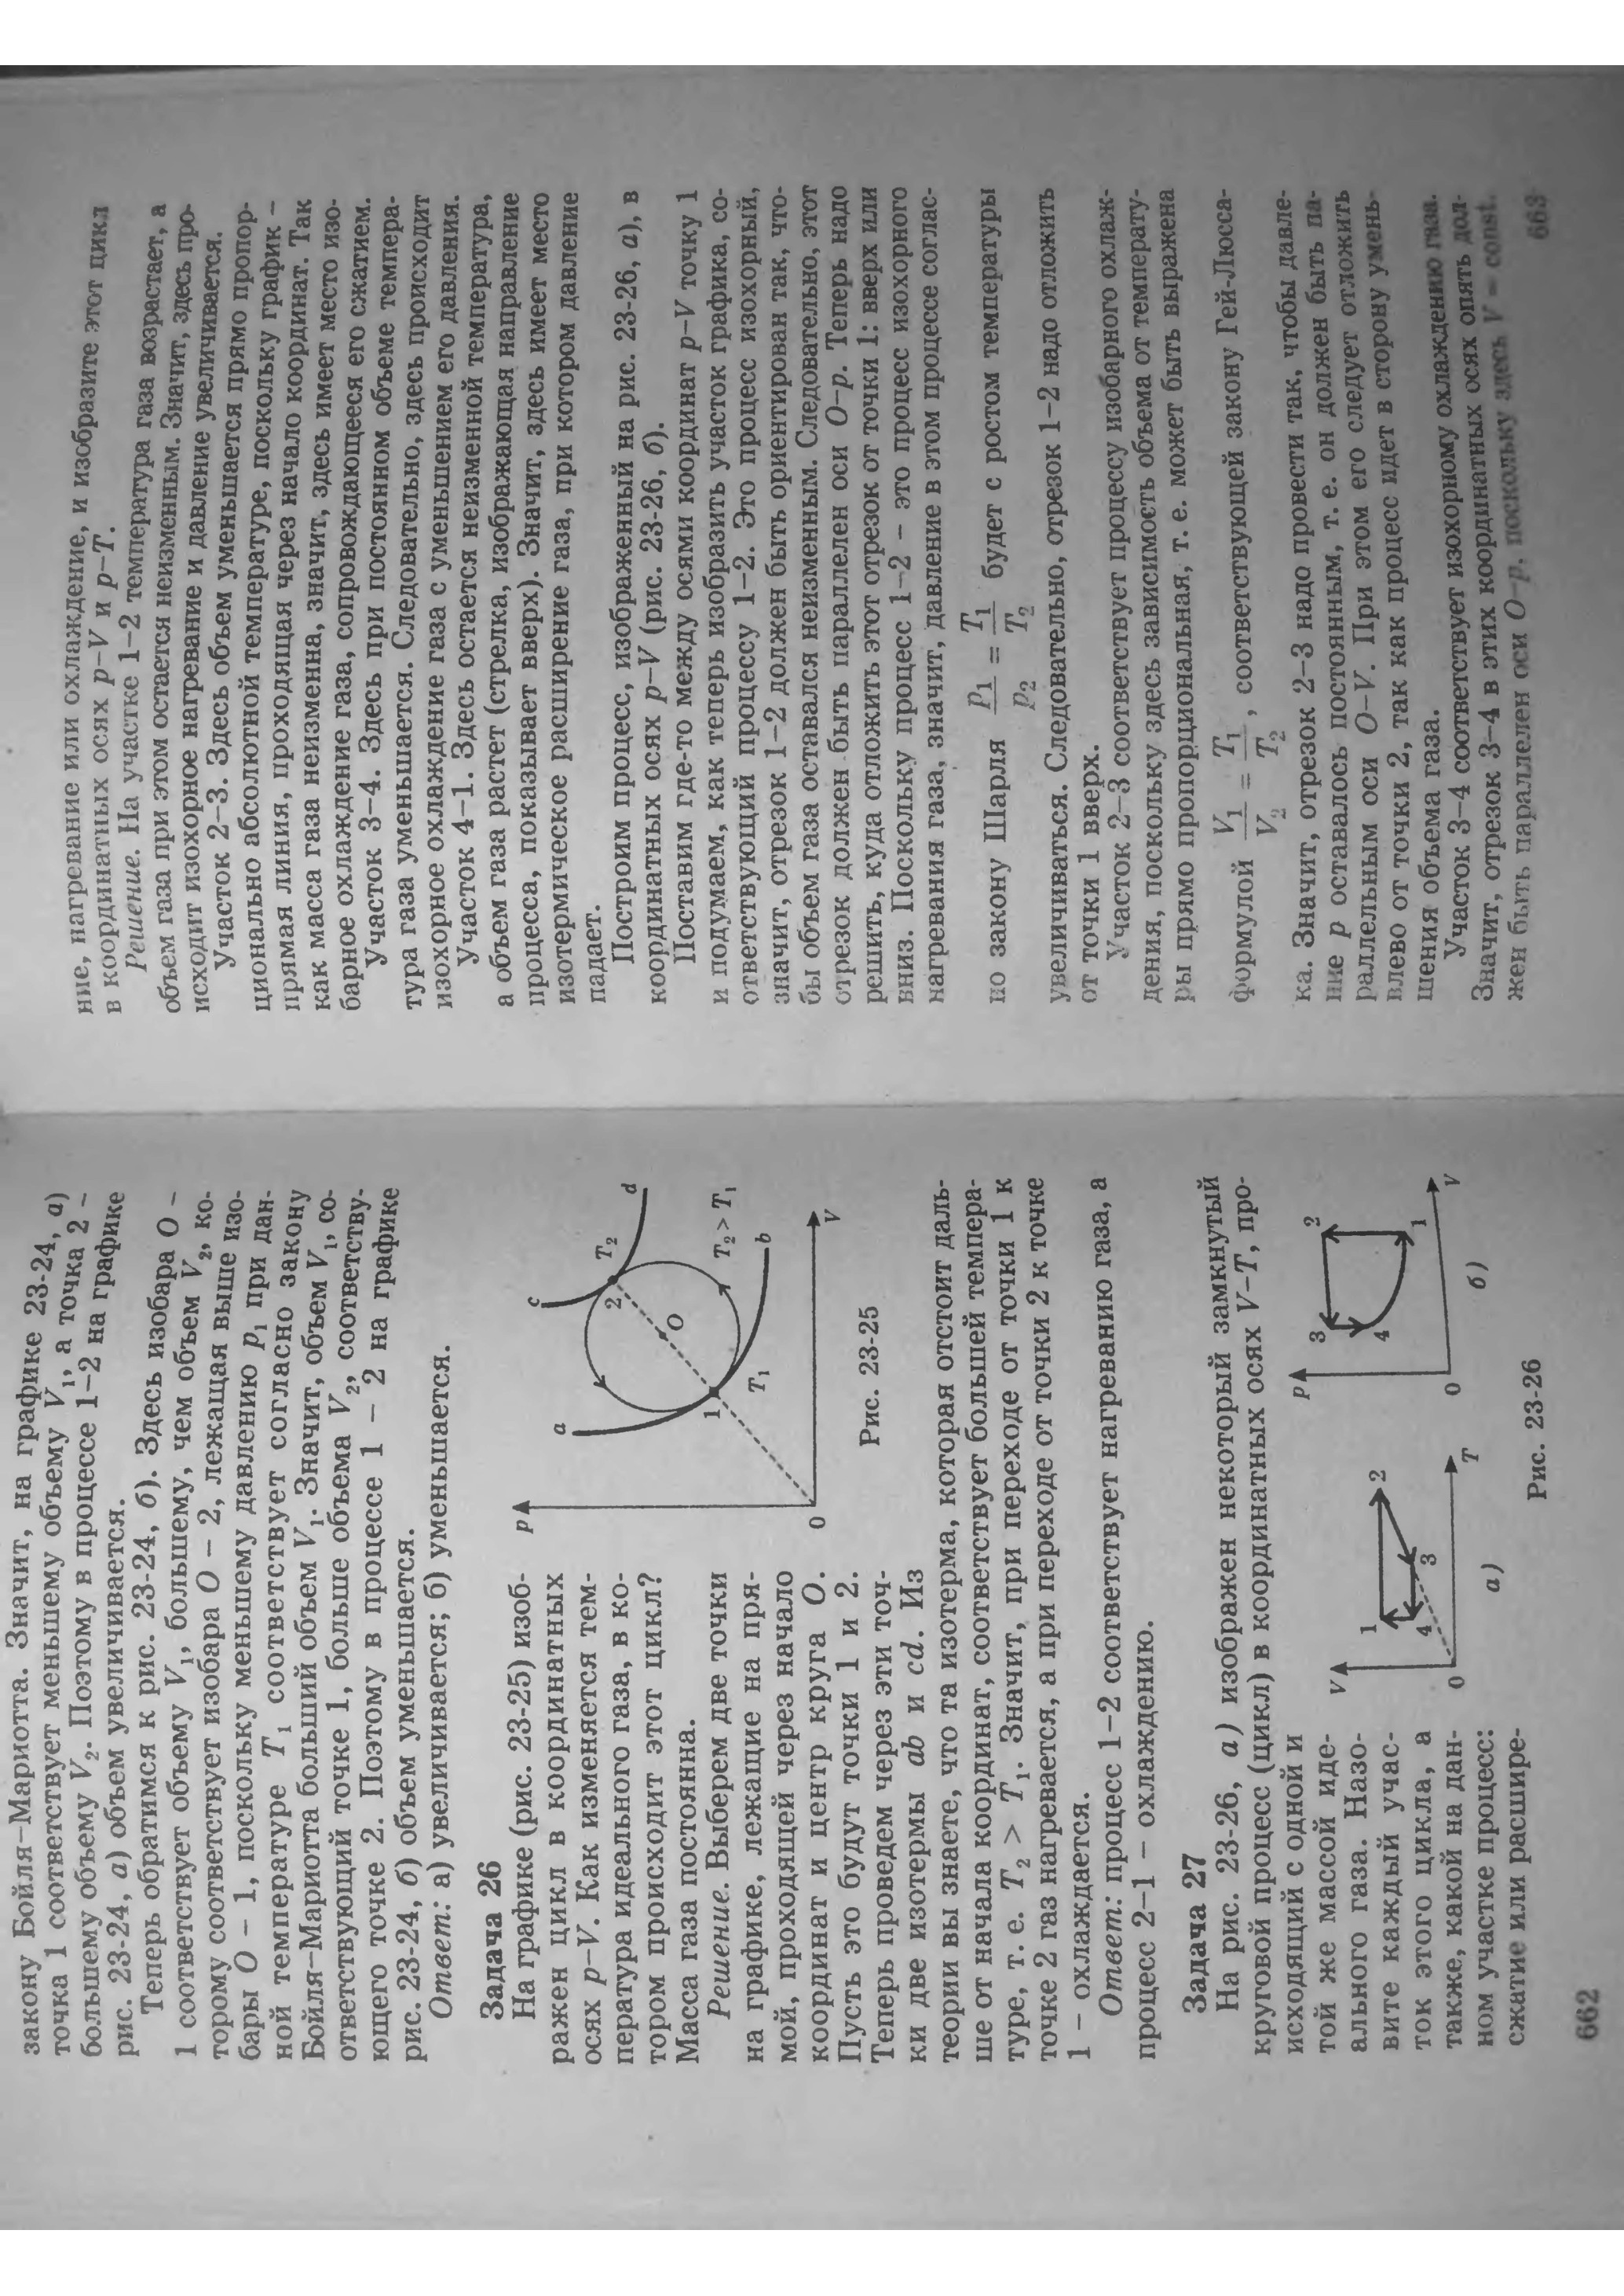 закону Бойля–Мариотта. Значит, на графике 23-24, а)
точка 1 соответствует меньшему объему V₁, а точка 2 –
большему объему V₂. Поэтому в процессе 1–2 на графике
рис. 23-24, а) объем увеличивается.
Теперь обратимся к рис. 23-24, б). Здесь изобара О –
1 соответствует объему V₁, большему, чем объем V₂, ко-
торому соответствует изобара О – 2, лежащая выше изо-
бары О – 1, поскольку меньшему давлению p₁ при дан-
ной температуре T₁ соответствует согласно закону
Бойля–Мариотта больший объем V₁. Значит, объем V₁, со-
ответствующий точке 1, больше объема V₂, соответству-
ющего точке 2. Поэтому в процессе 1 – 2 на графике
рис. 23-24, б) объем уменьшается.
Ответ: а) увеличивается; б) уменьшается.
Задача 26
На графике (рис. 23-25) изоб-
ражен цикл в координатных
осях p–V. Как изменяется тем-
пература идеального газа, в ко-
тором происходит этот цикл?
Масса газа постоянна.
Решение. Выберем две точки
на графике, лежащие на пря-
мой, проходящей через начало
координат и центр круга О.
Пусть это будут точки 1 и 2.
Теперь проведем через эти точ-
ки две изотермы ab и cd. Из
p
a
c
2
T₂
d
O
1
T₁
T₂ > T₁
b
0
V
Рис. 23-25
теории вы знаете, что та изотерма, которая отстоит даль-
ше от начала координат, соответствует большей темпера-
туре, т. е. T₂ > T₁. Значит, при переходе от точки 1 к
точке 2 газ нагревается, а при переходе от точки 2 к точке
1 – охлаждается.
Ответ: процесс 1–2 соответствует нагреванию газа, а
процесс 2–1 – охлаждению.
Задача 27
На рис. 23-26, а) изображен некоторый замкнутый
круговой процесс (цикл) в координатных осях V–T, про-
исходящий с одной и
той же массой иде-
ального газа. Назо-
вите каждый учас-
ток этого цикла, а
также, какой на дан-
ном участке процесс:
сжатие или расшире-
V
1
2
4
3
0
T
а)
p
3
2
4
1
0
V
б)
Рис. 23-26
662
ние, нагревание или охлаждение, и изобразите этот цикл
в координатных осях p–V и p–T.
Решение. На участке 1–2 температура газа возрастает, а
объем газа при этом остается неизменным. Значит, здесь про-
исходит изохорное нагревание и давление увеличивается.
Участок 2–3. Здесь объем уменьшается прямо пропор-
ционально абсолютной температуре, поскольку график –
прямая линия, проходящая через начало координат. Так
как масса газа неизменна, значит, здесь имеет место изо-
барное охлаждение газа, сопровождающееся его сжатием.
Участок 3–4. Здесь при постоянном объеме темпера-
тура газа уменьшается. Следовательно, здесь происходит
изохорное охлаждение газа с уменьшением его давления.
Участок 4–1. Здесь остается неизменной температура,
а объем газа растет (стрелка, изображающая направление
процесса, показывает вверх). Значит, здесь имеет место
изотермическое расширение газа, при котором давление
падает.
Построим процесс, изображенный на рис. 23-26, а), в
координатных осях p–V (рис. 23-26, б).
Поставим где-то между осями координат p–V точку 1
и подумаем, как теперь изобразить участок графика, со-
ответствующий процессу 1–2. Это процесс изохорный,
значит, отрезок 1–2 должен быть ориентирован так, что-
бы объем газа оставался неизменным. Следовательно, этот
отрезок должен быть параллелен оси О–p. Теперь надо
решить, куда отложить этот отрезок от точки 1: вверх или
вниз. Поскольку процесс 1–2 – это процесс изохорного
нагревания газа, значит, давление в этом процессе соглас-
но закону Шарля p₁/p₂ = T₁/T₂ будет с ростом температуры
увеличиваться. Следовательно, отрезок 1–2 надо отложить
от точки 1 вверх.
Участок 2–3 соответствует процессу изобарного охлаж-
дения, поскольку здесь зависимость объема от температу-
ры прямо пропорциональная, т. е. может быть выражена
формулой V₁/V₂ = T₁/T₂, соответствующей закону Гей-Люсса-
ка. Значит, отрезок 2–3 надо провести так, чтобы давле-
ние p оставалось постоянным, т. е. он должен быть па-
раллельным оси О–V. При этом его следует отложить
влево от точки 2, так как процесс идет в сторону умень-
шения объема газа.
Участок 3–4 соответствует изохорному охлаждению газа.
Значит, отрезок 3–4 в этих координатных осях опять дол-
жен быть параллелен оси О–p, поскольку здесь V = const.
663